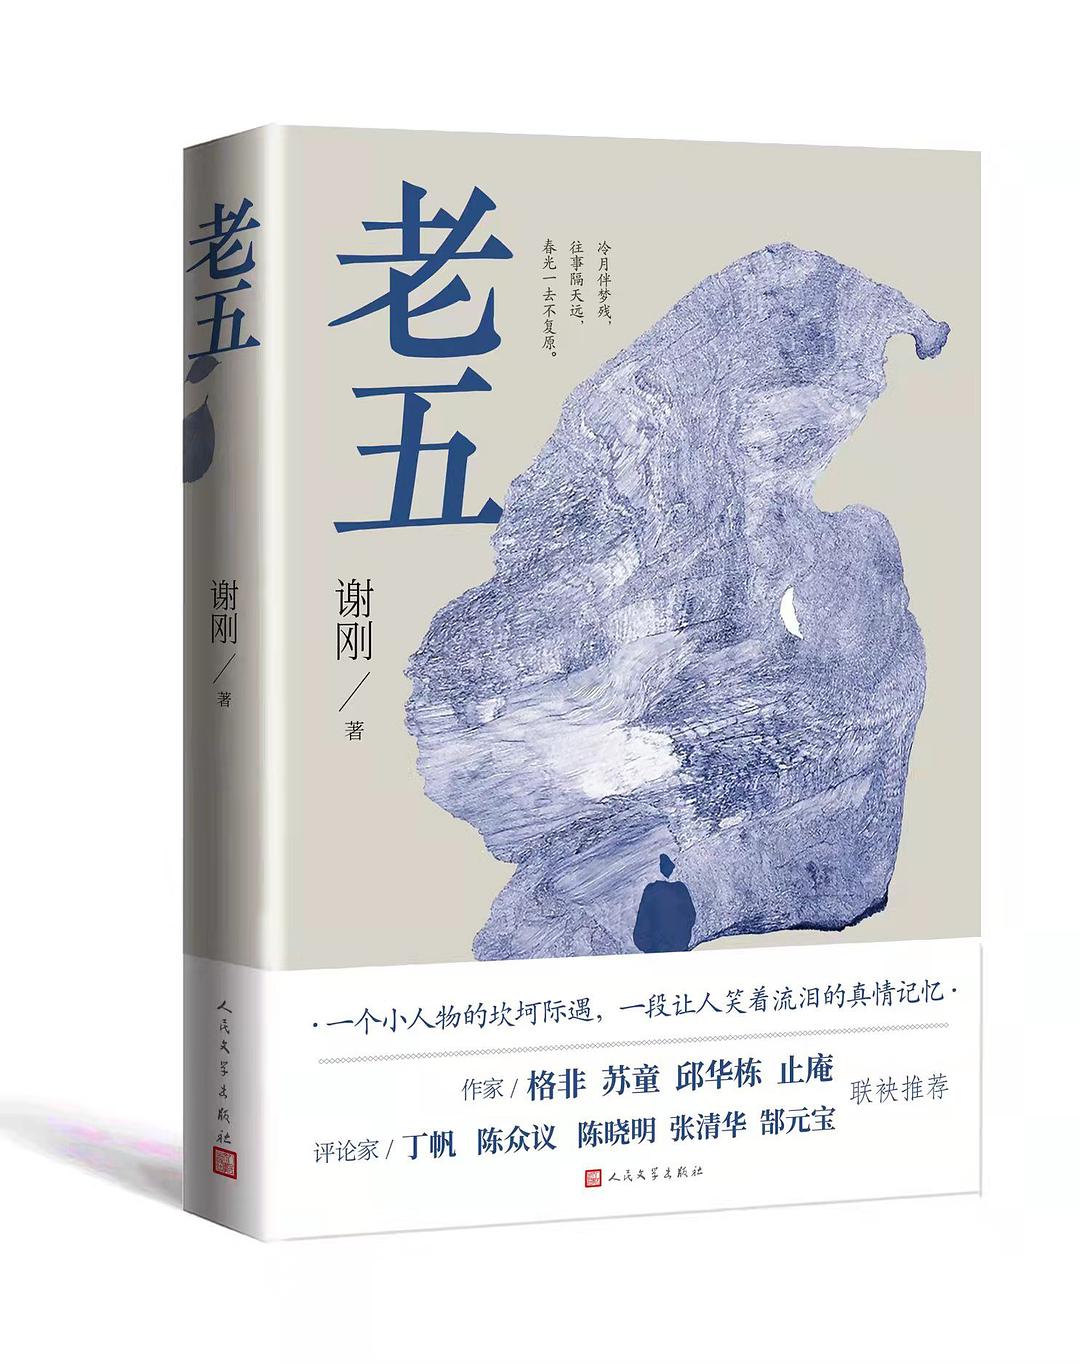 老五
谢刚/著
人民文学出版社
老五
冷月伴梦残，
往事隔天远，
春光一去不复原。
谢刚/著
·一个小人物的坎坷际遇，一段让人笑着流泪的真情记忆·
作家/格非 苏童 邱华栋 止庵
评论家/丁帆 陈众议 陈晓明 张清华 郜元宝
联袂推荐
人民文学出版社